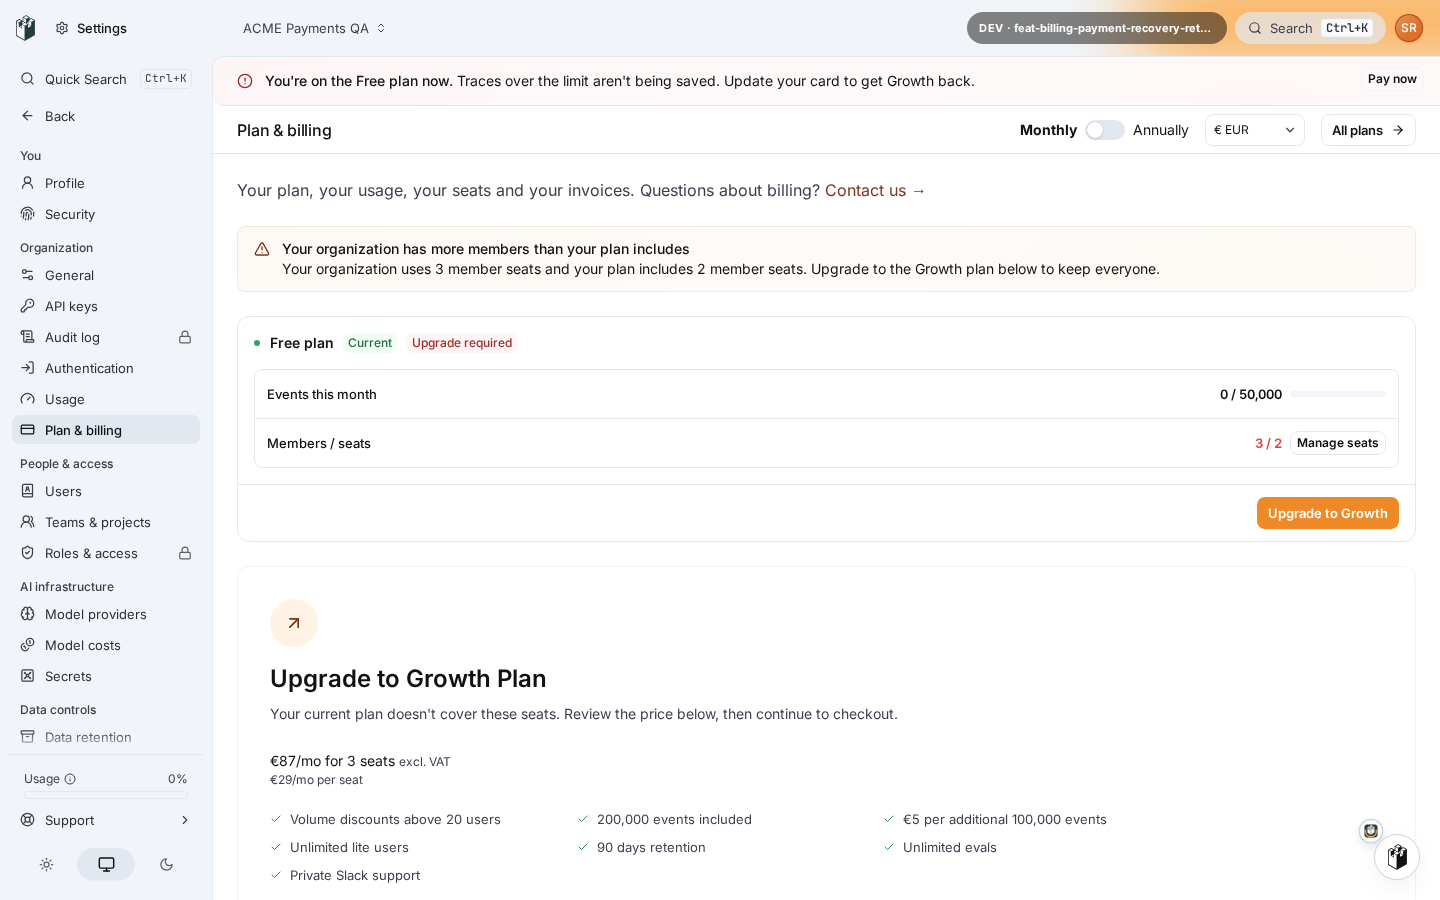 Settings
ACME Payments QA
DEV · feat-billing-payment-recovery-ret...
Search Ctrl+K
SR
Quick Search Ctrl+K
Back
You
Profile
Security
Organization
General
API keys
Audit log
Authentication
Usage
Plan & billing
People & access
Users
Teams & projects
Roles & access
AI infrastructure
Model providers
Model costs
Secrets
Data controls
Data retention
Usage 0%
Support
You're on the Free plan now. Traces over the limit aren't being saved. Update your card to get Growth back.
Pay now
Plan & billing
Monthly Annually
€ EUR
All plans →
Your plan, your usage, your seats and your invoices. Questions about billing? Contact us →
Your organization has more members than your plan includes
Your organization uses 3 member seats and your plan includes 2 member seats. Upgrade to the Growth plan below to keep everyone.
Free plan Current Upgrade required
Events this month 0 / 50,000
Members / seats 3 / 2 Manage seats
Upgrade to Growth
Upgrade to Growth Plan
Your current plan doesn't cover these seats. Review the price below, then continue to checkout.
€87/mo for 3 seats excl. VAT
€29/mo per seat
Volume discounts above 20 users
200,000 events included
€5 per additional 100,000 events
Unlimited lite users
90 days retention
Unlimited evals
Private Slack support